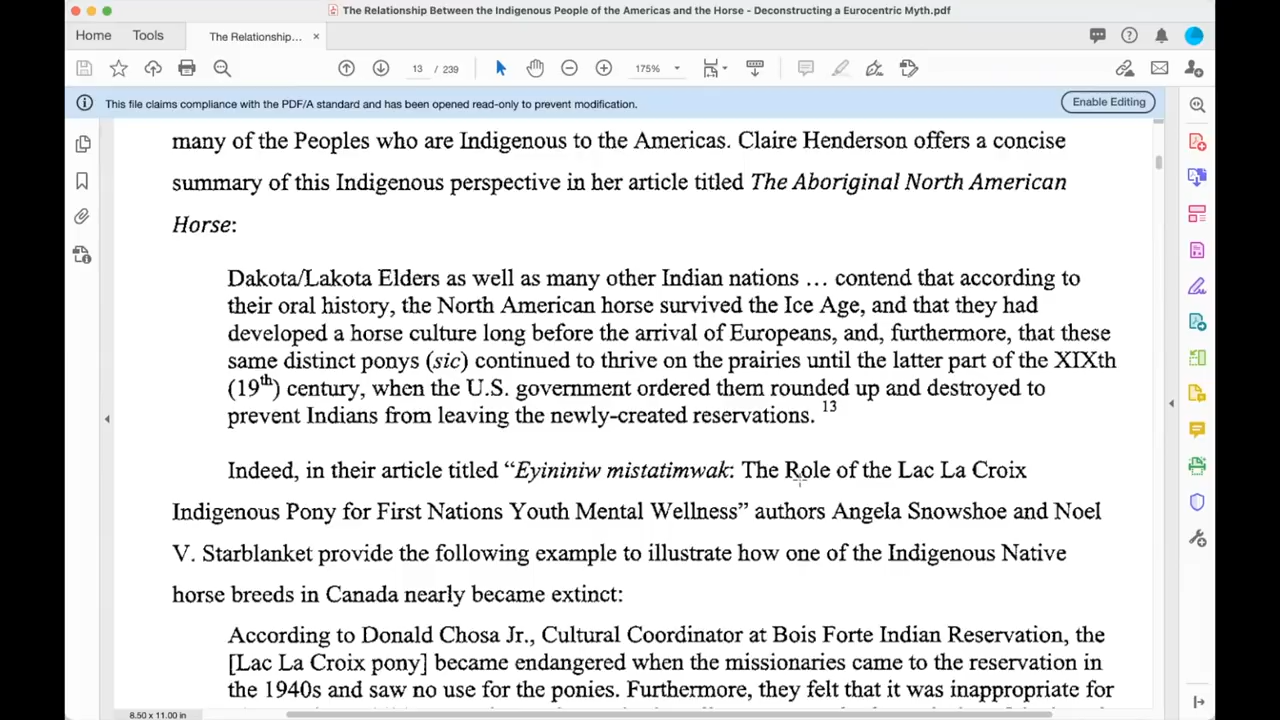 The Relationship Between the Indigenous People of the Americas and the Horse - Deconstructing a Eurocentric Myth.pdf
Home Tools The Relationship... ×
13 / 239 175%
This file claims compliance with the PDF/A standard and has been opened read-only to prevent modification. Enable Editing
many of the Peoples who are Indigenous to the Americas. Claire Henderson offers a concise
summary of this Indigenous perspective in her article titled The Aboriginal North American
Horse:
Dakota/Lakota Elders as well as many other Indian nations … contend that according to
their oral history, the North American horse survived the Ice Age, and that they had
developed a horse culture long before the arrival of Europeans, and, furthermore, that these
same distinct ponys (sic) continued to thrive on the prairies until the latter part of the XIXth
(19th) century, when the U.S. government ordered them rounded up and destroyed to
prevent Indians from leaving the newly-created reservations. 13
Indeed, in their article titled “Eyininiw mistatimwak: The Role of the Lac La Croix
Indigenous Pony for First Nations Youth Mental Wellness” authors Angela Snowshoe and Noel
V. Starblanket provide the following example to illustrate how one of the Indigenous Native
horse breeds in Canada nearly became extinct:
According to Donald Chosa Jr., Cultural Coordinator at Bois Forte Indian Reservation, the
[Lac La Croix pony] became endangered when the missionaries came to the reservation in
the 1940s and saw no use for the ponies. Furthermore, they felt that it was inappropriate for
8.50 x 11.00 in